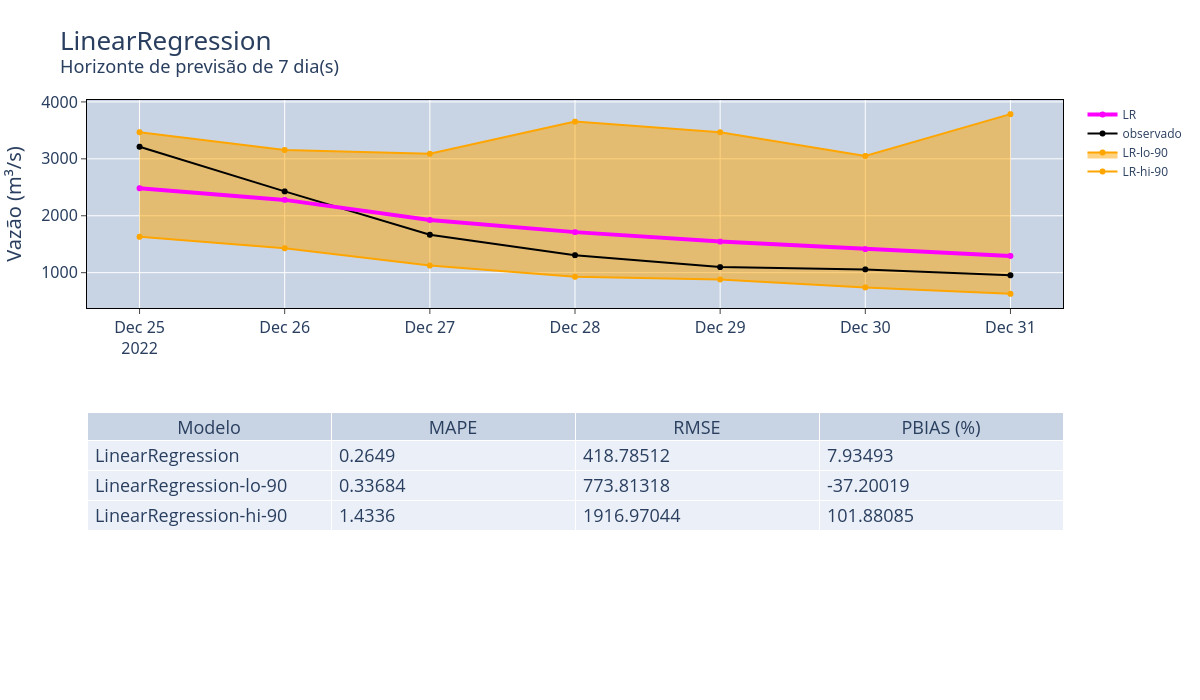 LinearRegression
Horizonte de previsão de 7 dia(s)
Vazão (m³/s)
4000
3000
2000
1000
Dec 25
2022
Dec 26
Dec 27
Dec 28
Dec 29
Dec 30
Dec 31
LR
observado
LR-lo-90
LR-hi-90
Modelo MAPE RMSE PBIAS (%)
LinearRegression 0.2649 418.78512 7.93493
LinearRegression-lo-90 0.33684 773.81318 -37.20019
LinearRegression-hi-90 1.4336 1916.97044 101.88085